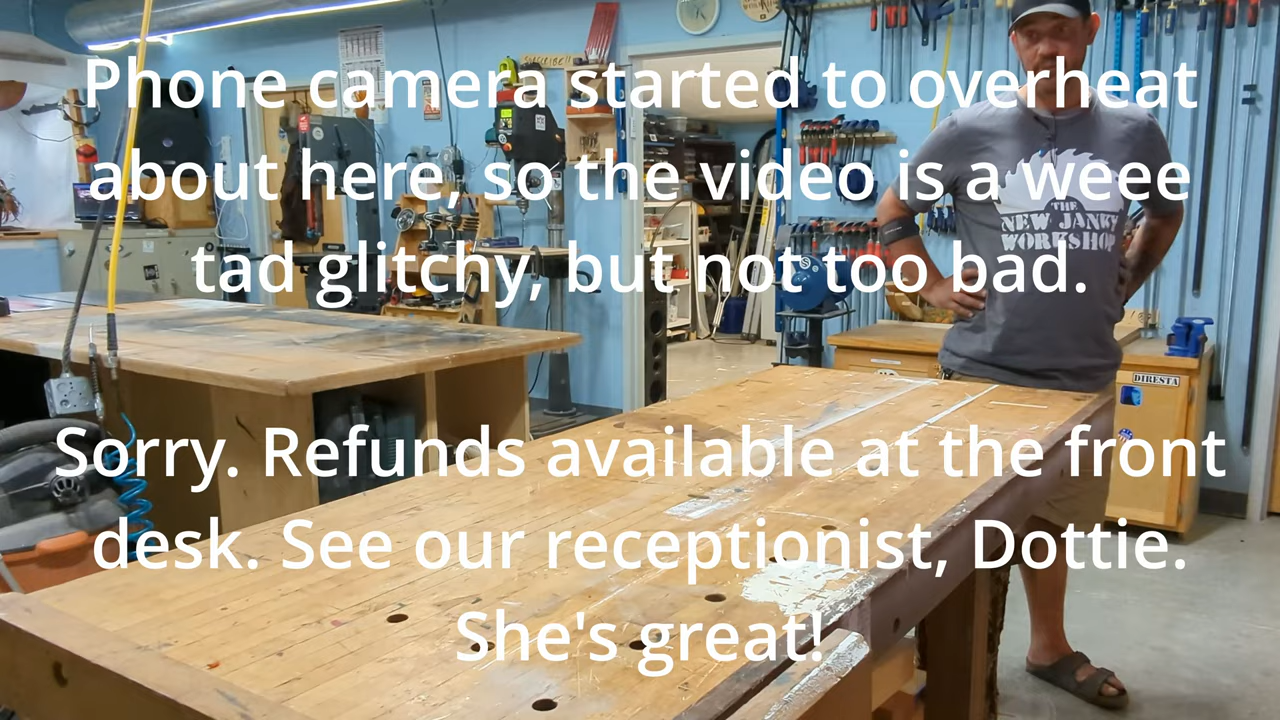 Phone camera started to overheat
about here, so the video is a weee
tad glitchy, but not too bad.
THE
NEW JANKY
WORKSHOP
DIRESTA
Sorry. Refunds available at the front
desk. See our receptionist, Dottie.
She's great!